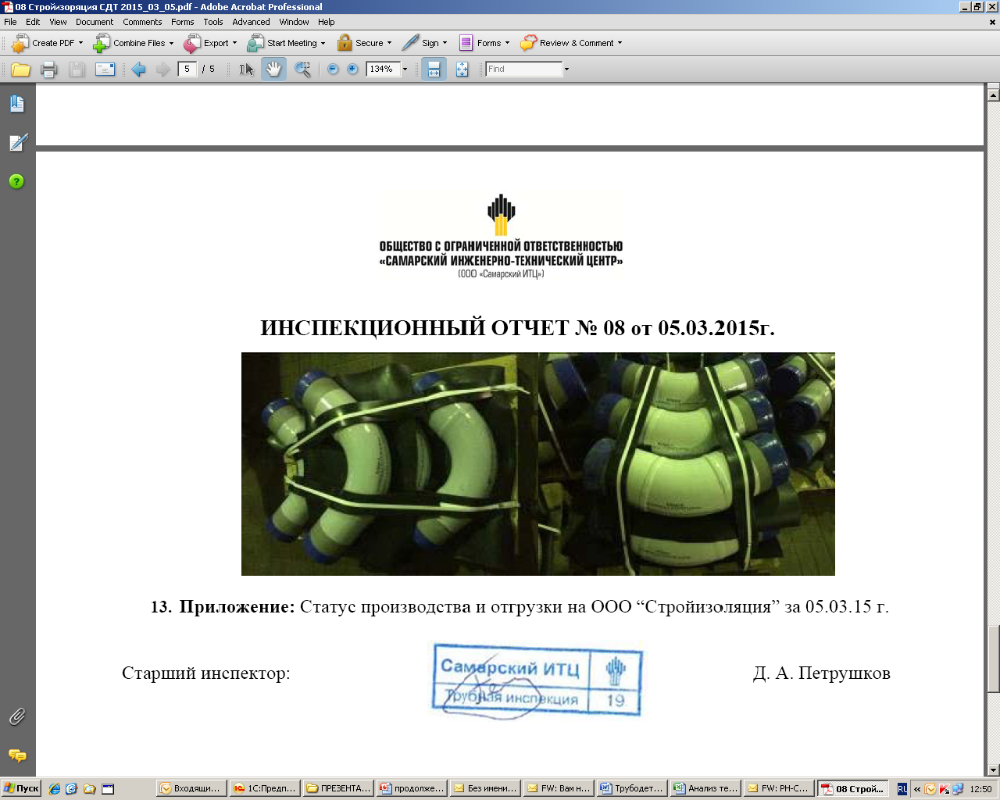 08 Стройизоряция СДТ 2015_03_05.pdf - Adobe Acrobat Professional
File Edit View Document Comments Forms Tools Advanced Window Help
Create PDF Combine Files Export Start Meeting Secure Sign Forms Review & Comment
5 / 5 134% Find
ОБЩЕСТВО С ОГРАНИЧЕННОЙ ОТВЕТСТВЕННОСТЬЮ
«САМАРСКИЙ ИНЖЕНЕРНО-ТЕХНИЧЕСКИЙ ЦЕНТР»
(ООО «Самарский ИТЦ»)
ИНСПЕКЦИОННЫЙ ОТЧЕТ № 08 от 05.03.2015г.
13. Приложение: Статус производства и отгрузки на ООО “Стройизоляция” за 05.03.15 г.
Старший инспектор: Д. А. Петрушков
Самарский ИТЦ
Трубная инспекция 19
Пуск Входящи... 1С:Предп... ПРЕЗЕНТА... продолже... Без имени... FW: Вам н... Трубодет... Анализ те... FW: РН-С... 08 Строй... RL « 12:50